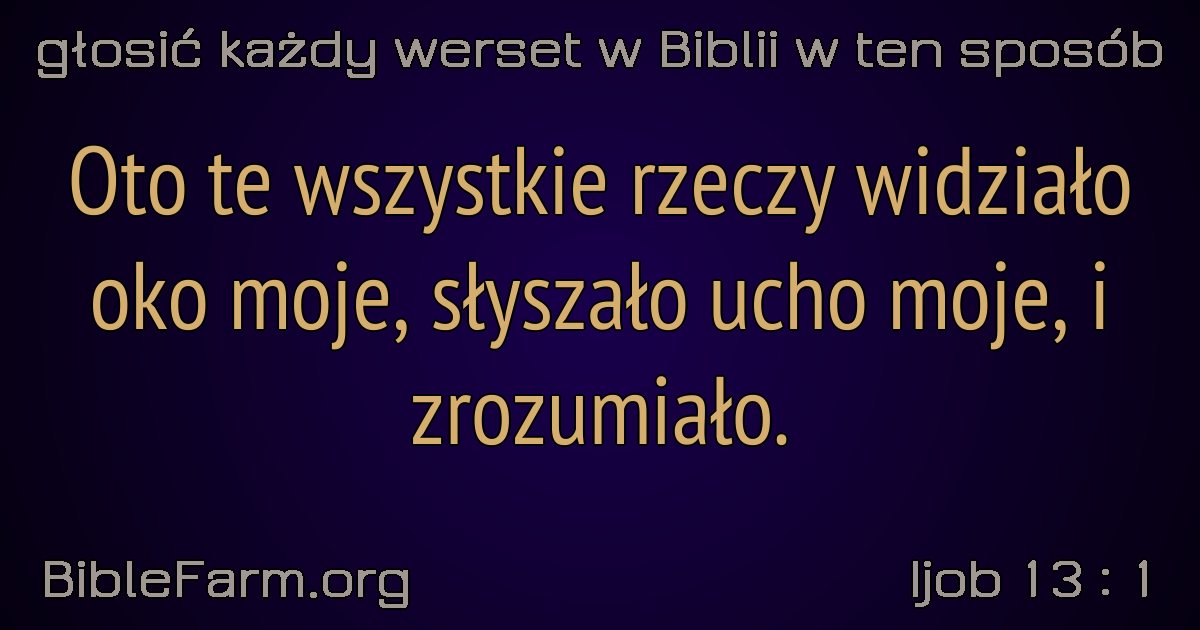 głosić każdy werset w Biblii w ten sposób
Oto te wszystkie rzeczy widziało
oko moje, słyszało ucho moje, i
zrozumiało.
BibleFarm.org
Ijob 13 : 1